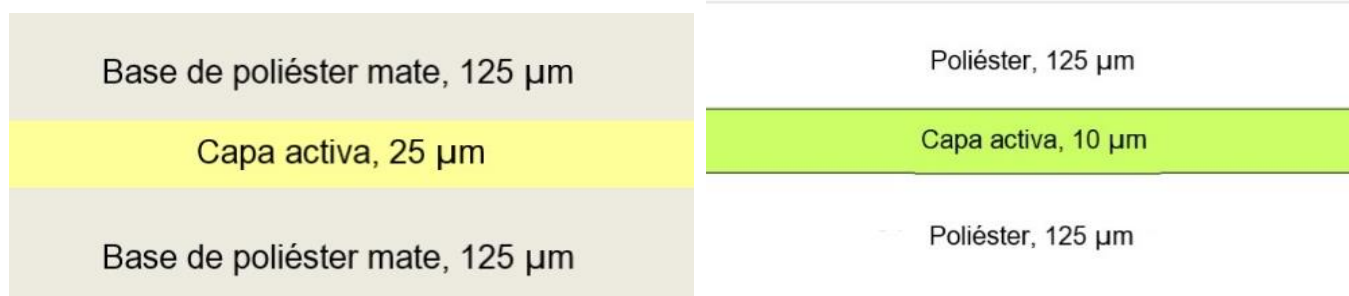 Base de poliéster mate, 125 µm
Capa activa, 25 µm
Base de poliéster mate, 125 µm
Poliéster, 125 µm
Capa activa, 10 µm
Poliéster, 125 µm